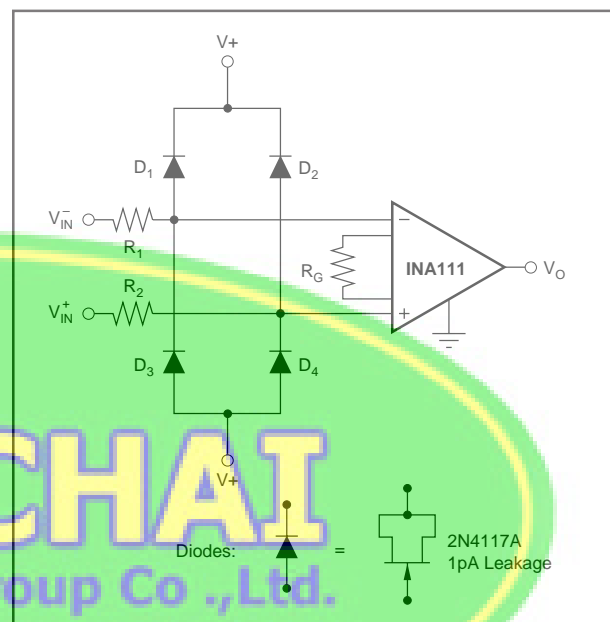 V+
D1 D2
V−IN
R1
RG
INA111
−
+
VO
R2
V+IN
D3 D4
V+
CHAI
Diodes: =
2N4117A
1pA Leakage
oup Co .,Ltd.